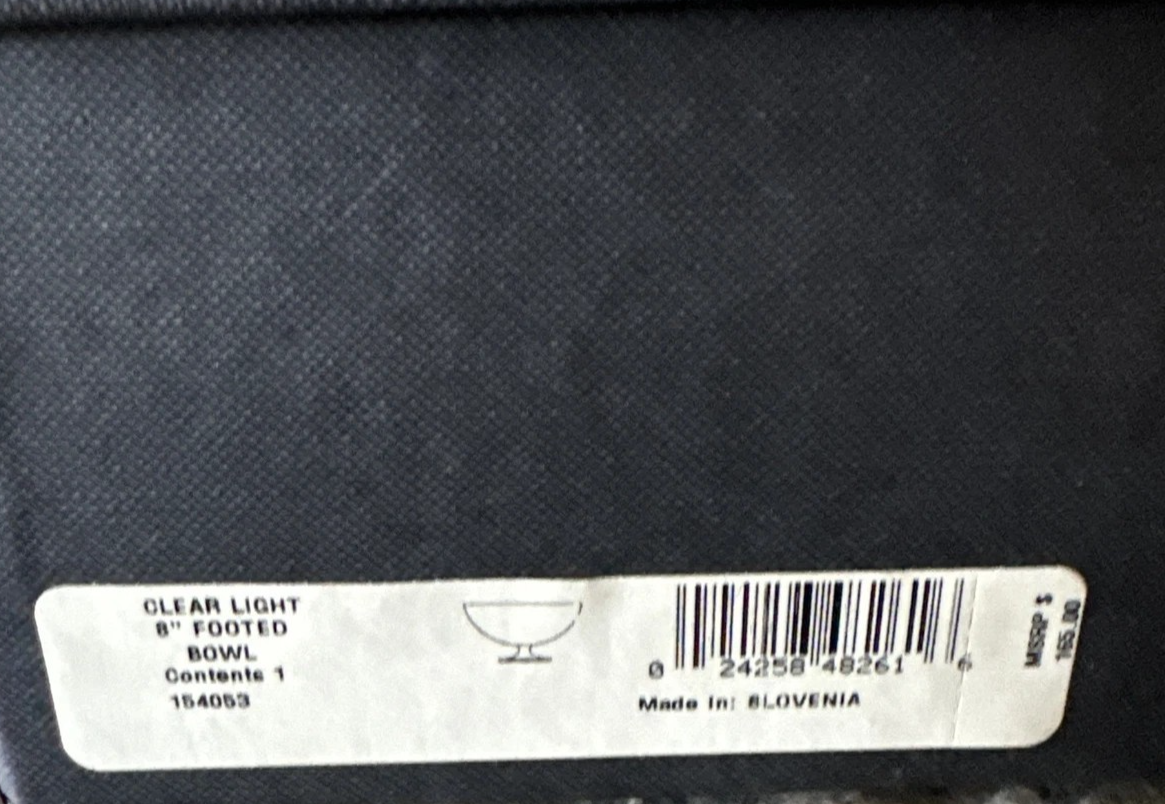 CLEAR LIGHT
8" FOOTED
BOWL
Contents 1
154053
0 24258 48261 6
Made in: SLOVENIA
MSRP $
165.00